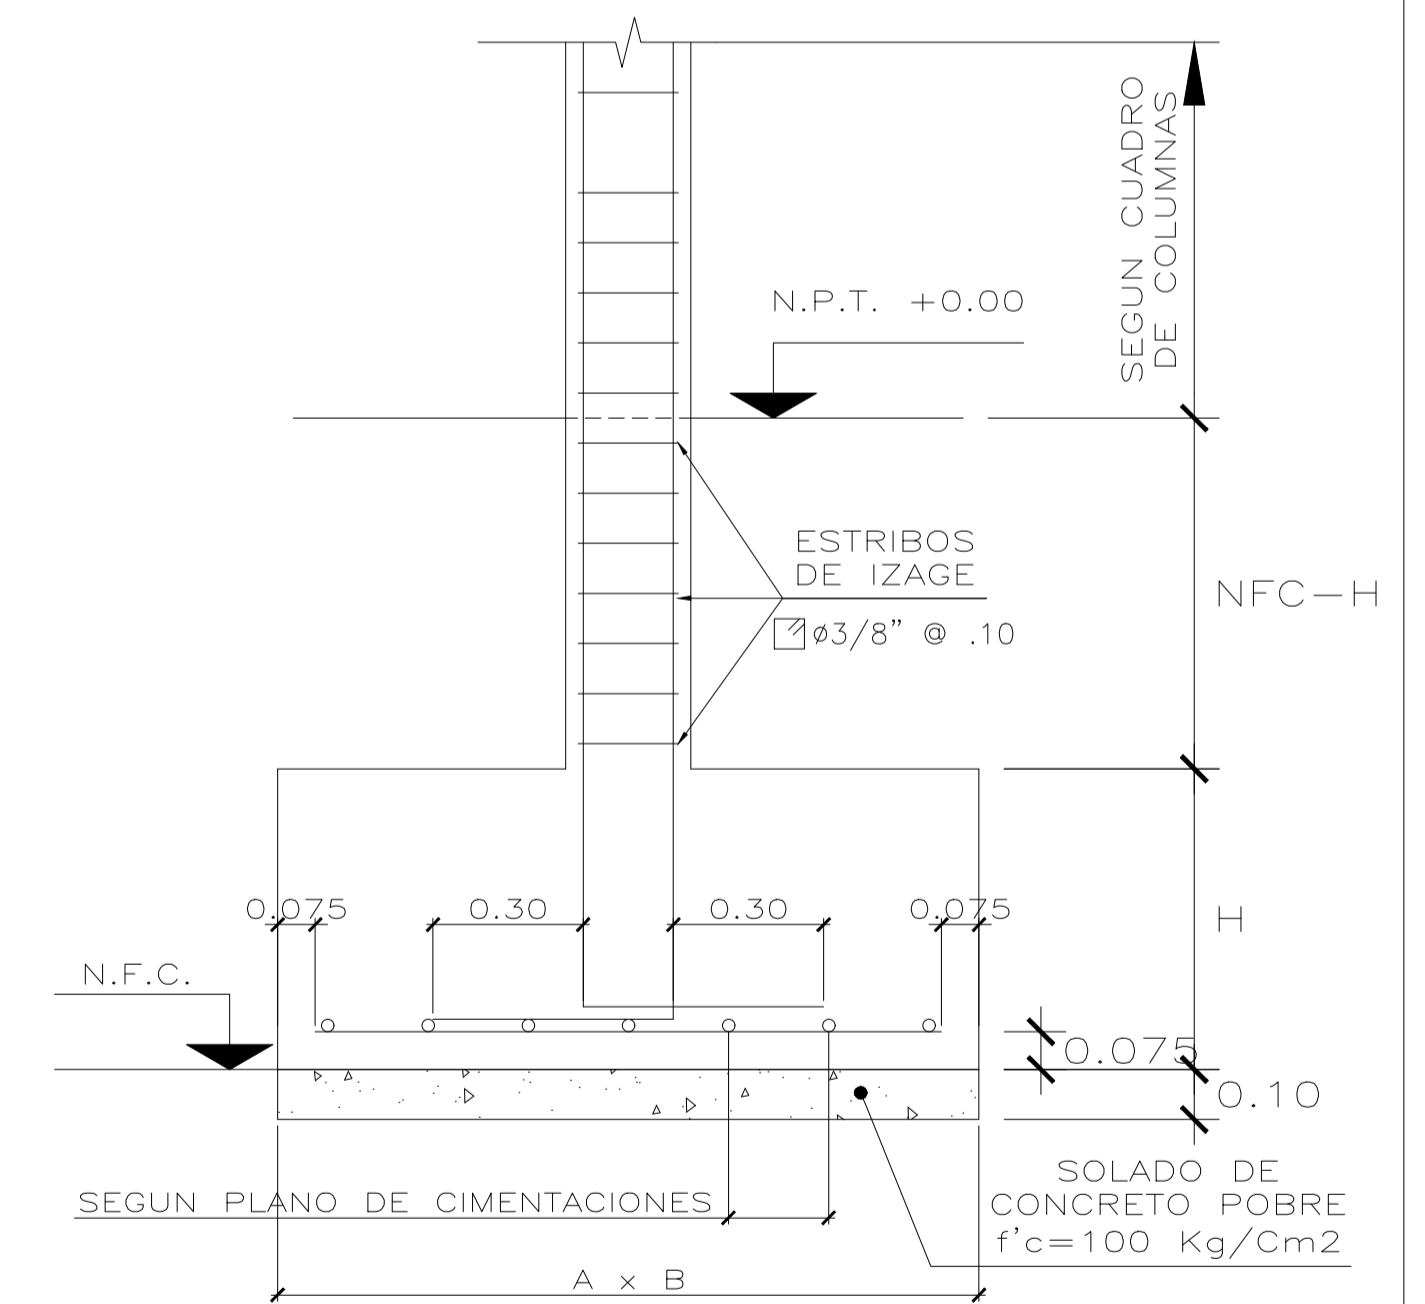 SEGUN CUADRO
DE COLUMNAS
N.P.T. +0.00
ESTRIBOS
DE IZAGE
ø3/8" @ .10
NFC-H
0.075
0.30
0.30
0.075
H
N.F.C.
0.075
0.10
SEGUN PLANO DE CIMENTACIONES
SOLADO DE
CONCRETO POBRE
f'c=100 Kg/Cm2
A x B